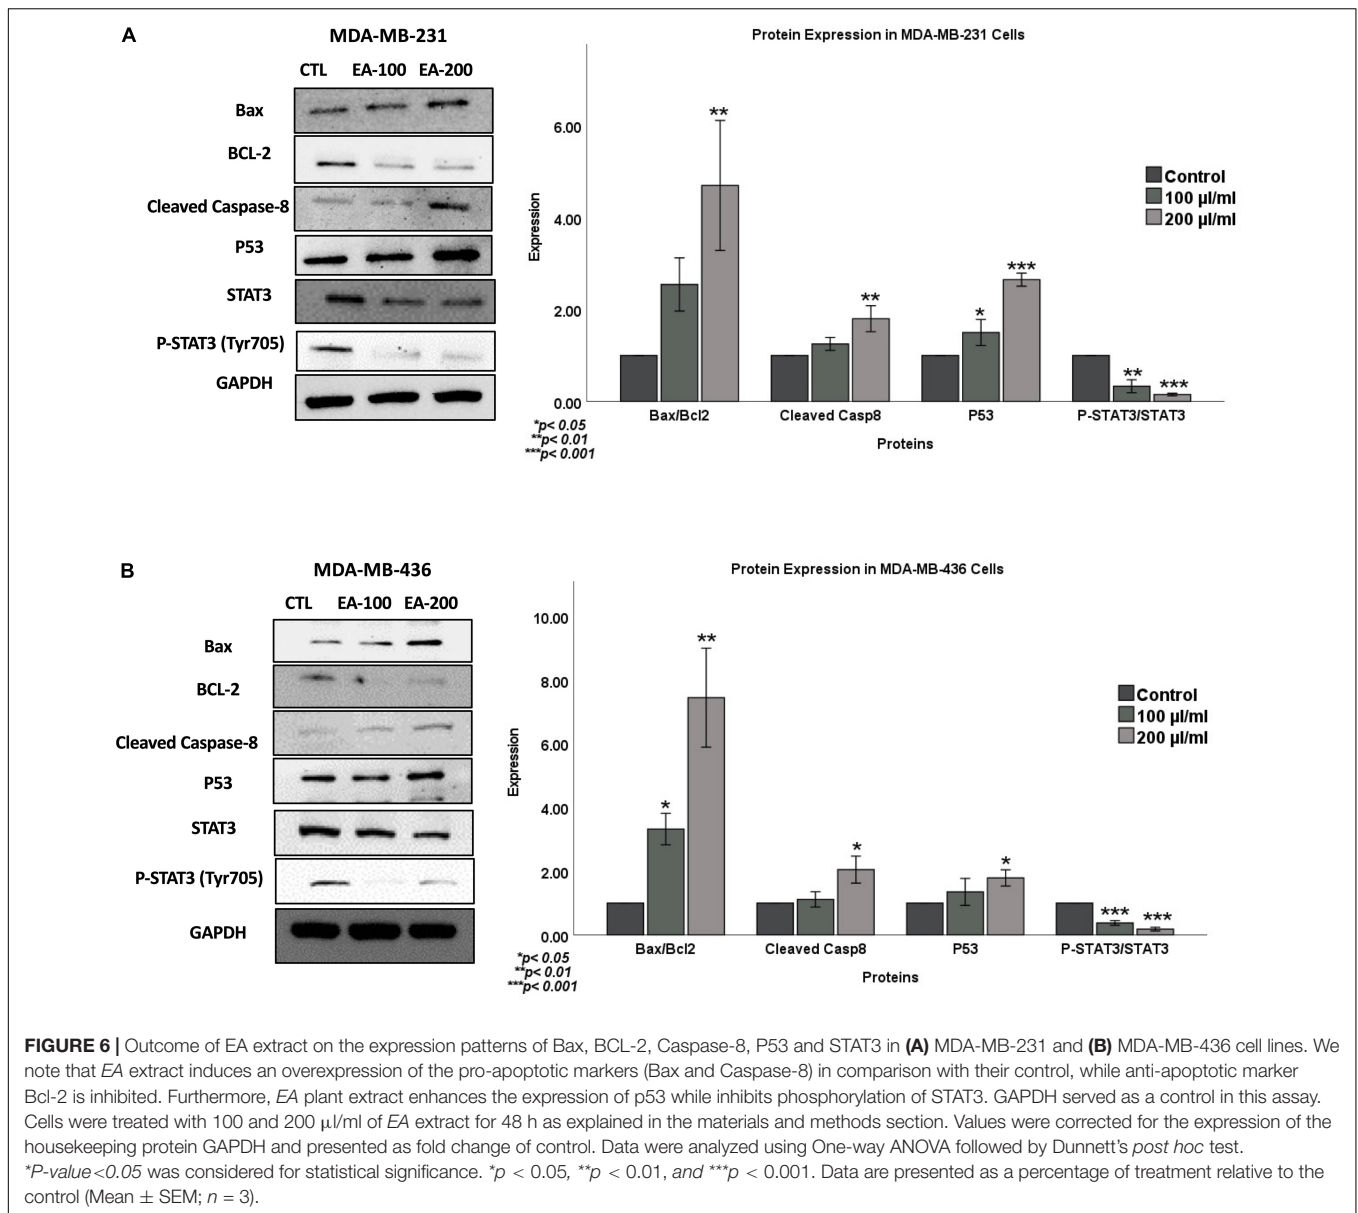 A
MDA-MB-231
CTL EA-100 EA-200
Bax
BCL-2
Cleaved Caspase-8
P53
STAT3
P-STAT3 (Tyr705)
GAPDH
Protein Expression in MDA-MB-231 Cells
Expression
6.00
4.00
2.00
0.00
**
**
*
***
**
***
Control
100 µl/ml
200 µl/ml
Bax/Bcl2 Cleaved Casp8 P53 P-STAT3/STAT3
Proteins
*p< 0.05
**p< 0.01
***p< 0.001
B
MDA-MB-436
CTL EA-100 EA-200
Bax
BCL-2
Cleaved Caspase-8
P53
STAT3
P-STAT3 (Tyr705)
GAPDH
Protein Expression in MDA-MB-436 Cells
Expression
10.00
8.00
6.00
4.00
2.00
0.00
*
**
*
*
***
***
Control
100 µl/ml
200 µl/ml
Bax/Bcl2 Cleaved Casp8 P53 P-STAT3/STAT3
Proteins
*p< 0.05
**p< 0.01
***p< 0.001
FIGURE 6 | Outcome of EA extract on the expression patterns of Bax, BCL-2, Caspase-8, P53 and STAT3 in (A) MDA-MB-231 and (B) MDA-MB-436 cell lines. We
note that EA extract induces an overexpression of the pro-apoptotic markers (Bax and Caspase-8) in comparison with their control, while anti-apoptotic marker
Bcl-2 is inhibited. Furthermore, EA plant extract enhances the expression of p53 while inhibits phosphorylation of STAT3. GAPDH served as a control in this assay.
Cells were treated with 100 and 200 µl/ml of EA extract for 48 h as explained in the materials and methods section. Values were corrected for the expression of the
housekeeping protein GAPDH and presented as fold change of control. Data were analyzed using One-way ANOVA followed by Dunnett's post hoc test.
*P-value<0.05 was considered for statistical significance. *p < 0.05, **p < 0.01, and ***p < 0.001. Data are presented as a percentage of treatment relative to the
control (Mean ± SEM; n = 3).